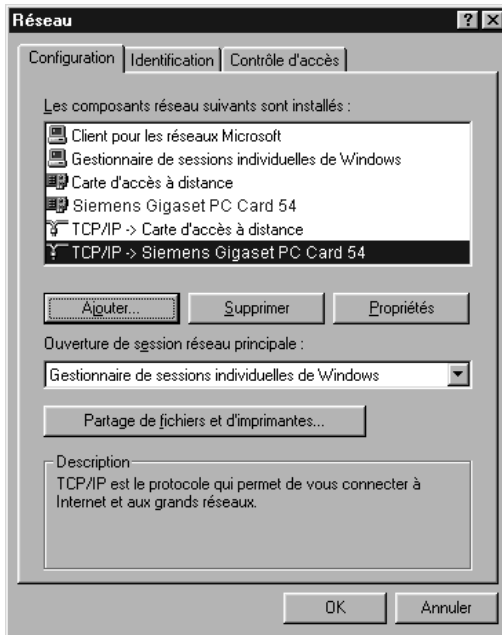 Réseau
Configuration Identification Contrôle d'accès
Les composants réseau suivants sont installés :
Client pour les réseaux Microsoft
Gestionnaire de sessions individuelles de Windows
Carte d'accès à distance
Siemens Gigaset PC Card 54
TCP/IP -> Carte d'accès à distance
TCP/IP -> Siemens Gigaset PC Card 54
Ajouter... Supprimer Propriétés
Ouverture de session réseau principale :
Gestionnaire de sessions individuelles de Windows
Partage de fichiers et d'imprimantes...
Description
TCP/IP est le protocole qui permet de vous connecter à
Internet et aux grands réseaux.
OK Annuler